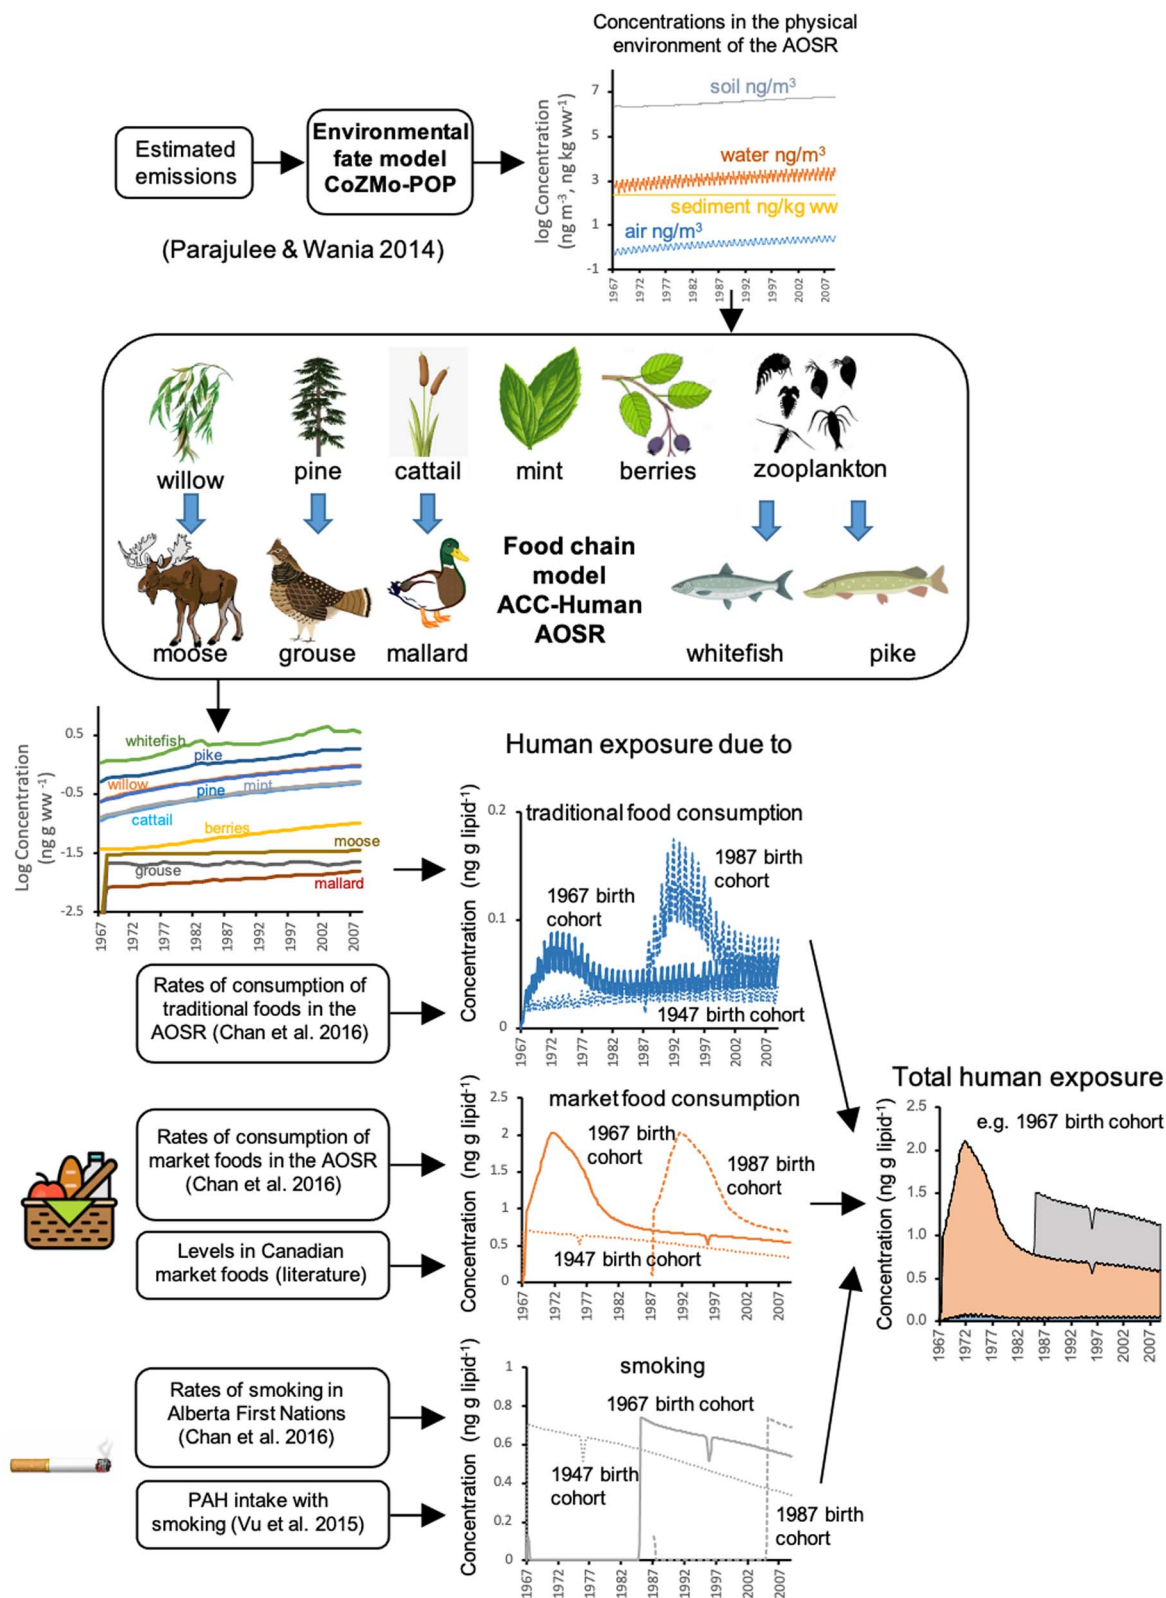 Concentrations in the physical
environment of the AOSR
log Concentration
(ng m-3, ng kg ww-1)
7
5
3
1
-1
soil ng/m3
water ng/m3
sediment ng/kg ww
air ng/m3
1967
1972
1977
1982
1987
1992
1997
2002
2007
Estimated
emissions
Environmental
fate model
CoZMo-POP
(Parajulee & Wania 2014)
willow
pine
cattail
mint
berries
zooplankton
Food chain
model
ACC-Human
AOSR
moose
grouse
mallard
whitefish
pike
Log Concentration
(ng g ww -1)
0.5
-0.5
-1.5
-2.5
whitefish
pike
willow
pine
mint
cattail
berries
moose
grouse
mallard
1967
1972
1977
1982
1987
1992
1997
2002
2007
Human exposure due to
traditional food consumption
Concentration (ng g lipid-1)
0.2
0.1
0
1967 birth
cohort
1987 birth
cohort
1947 birth cohort
1967
1972
1977
1982
1987
1992
1997
2002
2007
Rates of consumption of
traditional foods in the
AOSR (Chan et al. 2016)
market food consumption
Concentration (ng g lipid-1)
2.5
2
1.5
1
0.5
0
1967 birth
cohort
1987 birth
cohort
1947 birth cohort
1967
1972
1977
1982
1987
1992
1997
2002
2007
Rates of consumption of
market foods in the AOSR
(Chan et al. 2016)
Levels in Canadian
market foods (literature)
Total human exposure
e.g. 1967 birth cohort
Concentration (ng g lipid-1)
2.5
2.0
1.5
1.0
0.5
0.0
1967
1972
1977
1982
1987
1992
1997
2002
2007
smoking
Concentration (ng g lipid-1)
1
0.8
0.6
0.4
0.2
0
1967 birth cohort
1947 birth
cohort
1987 birth
cohort
1967
1972
1977
1982
1987
1992
1997
2002
2007
Rates of smoking in
Alberta First Nations
(Chan et al. 2016)
PAH intake with
smoking (Vu et al. 2015)